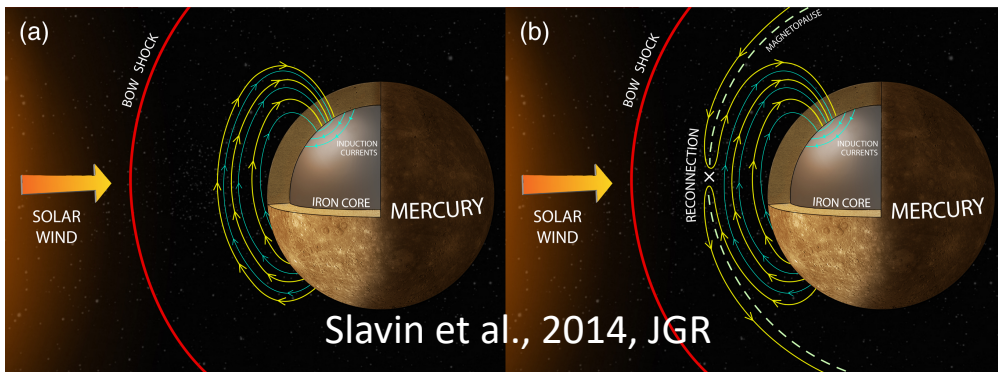 (a)
BOW SHOCK
INDUCTION
CURRENTS
IRON CORE
MERCURY
SOLAR
WIND
(b)
BOW SHOCK
MAGNETOPAUSE
RECONNECTION
INDUCTION
CURRENTS
IRON CORE
MERCURY
SOLAR
WIND
Slavin et al., 2014, JGR